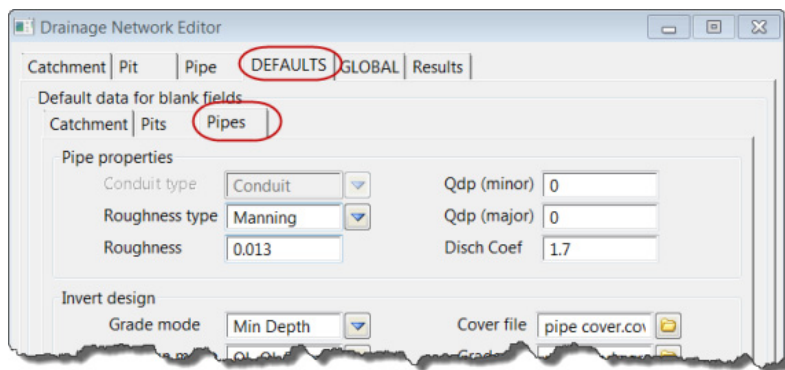 Drainage Network Editor
Catchment Pit Pipe DEFAULTS GLOBAL Results
Default data for blank fields
Catchment Pits Pipes
Pipe properties
Conduit type Conduit Qdp (minor) 0
Roughness type Manning Qdp (major) 0
Roughness 0.013 Disch Coef 1.7
Invert design
Grade mode Min Depth Cover file pipe cover.cov